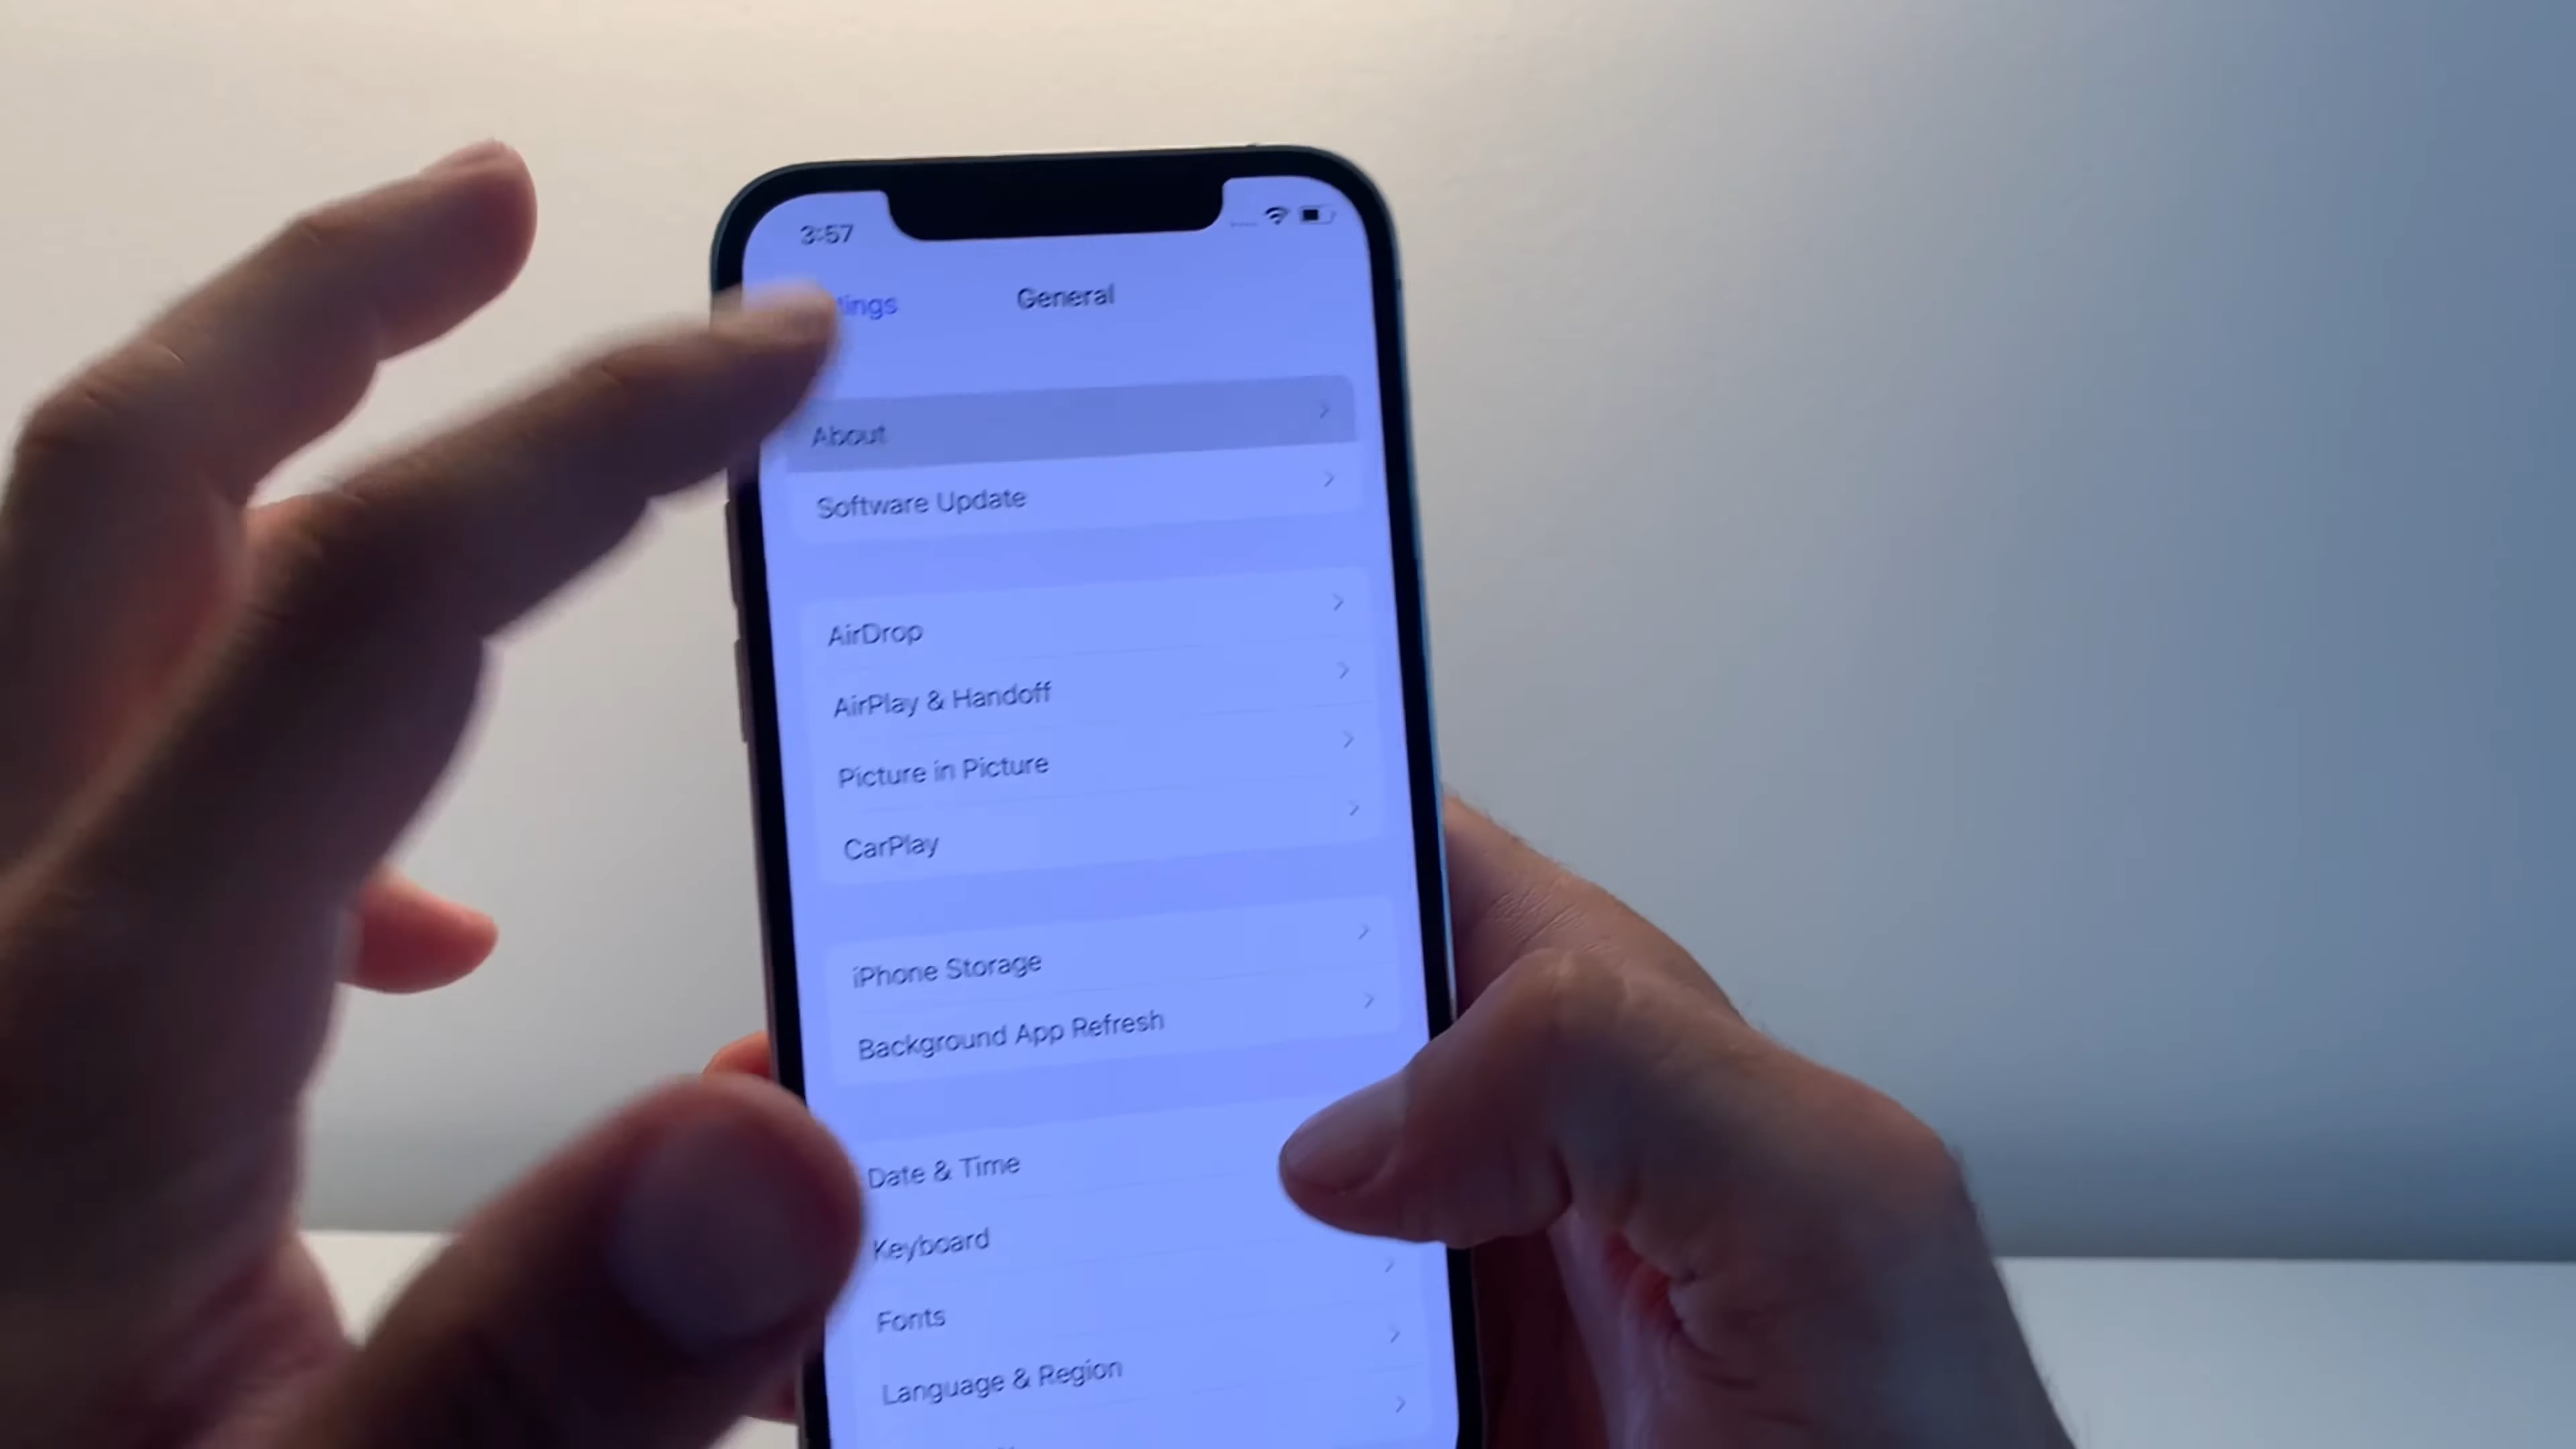 3:57
tings
General
About
Software Update
AirDrop
AirPlay & Handoff
Picture in Picture
CarPlay
iPhone Storage
Background App Refresh
Date & Time
Keyboard
Fonts
Language & Region